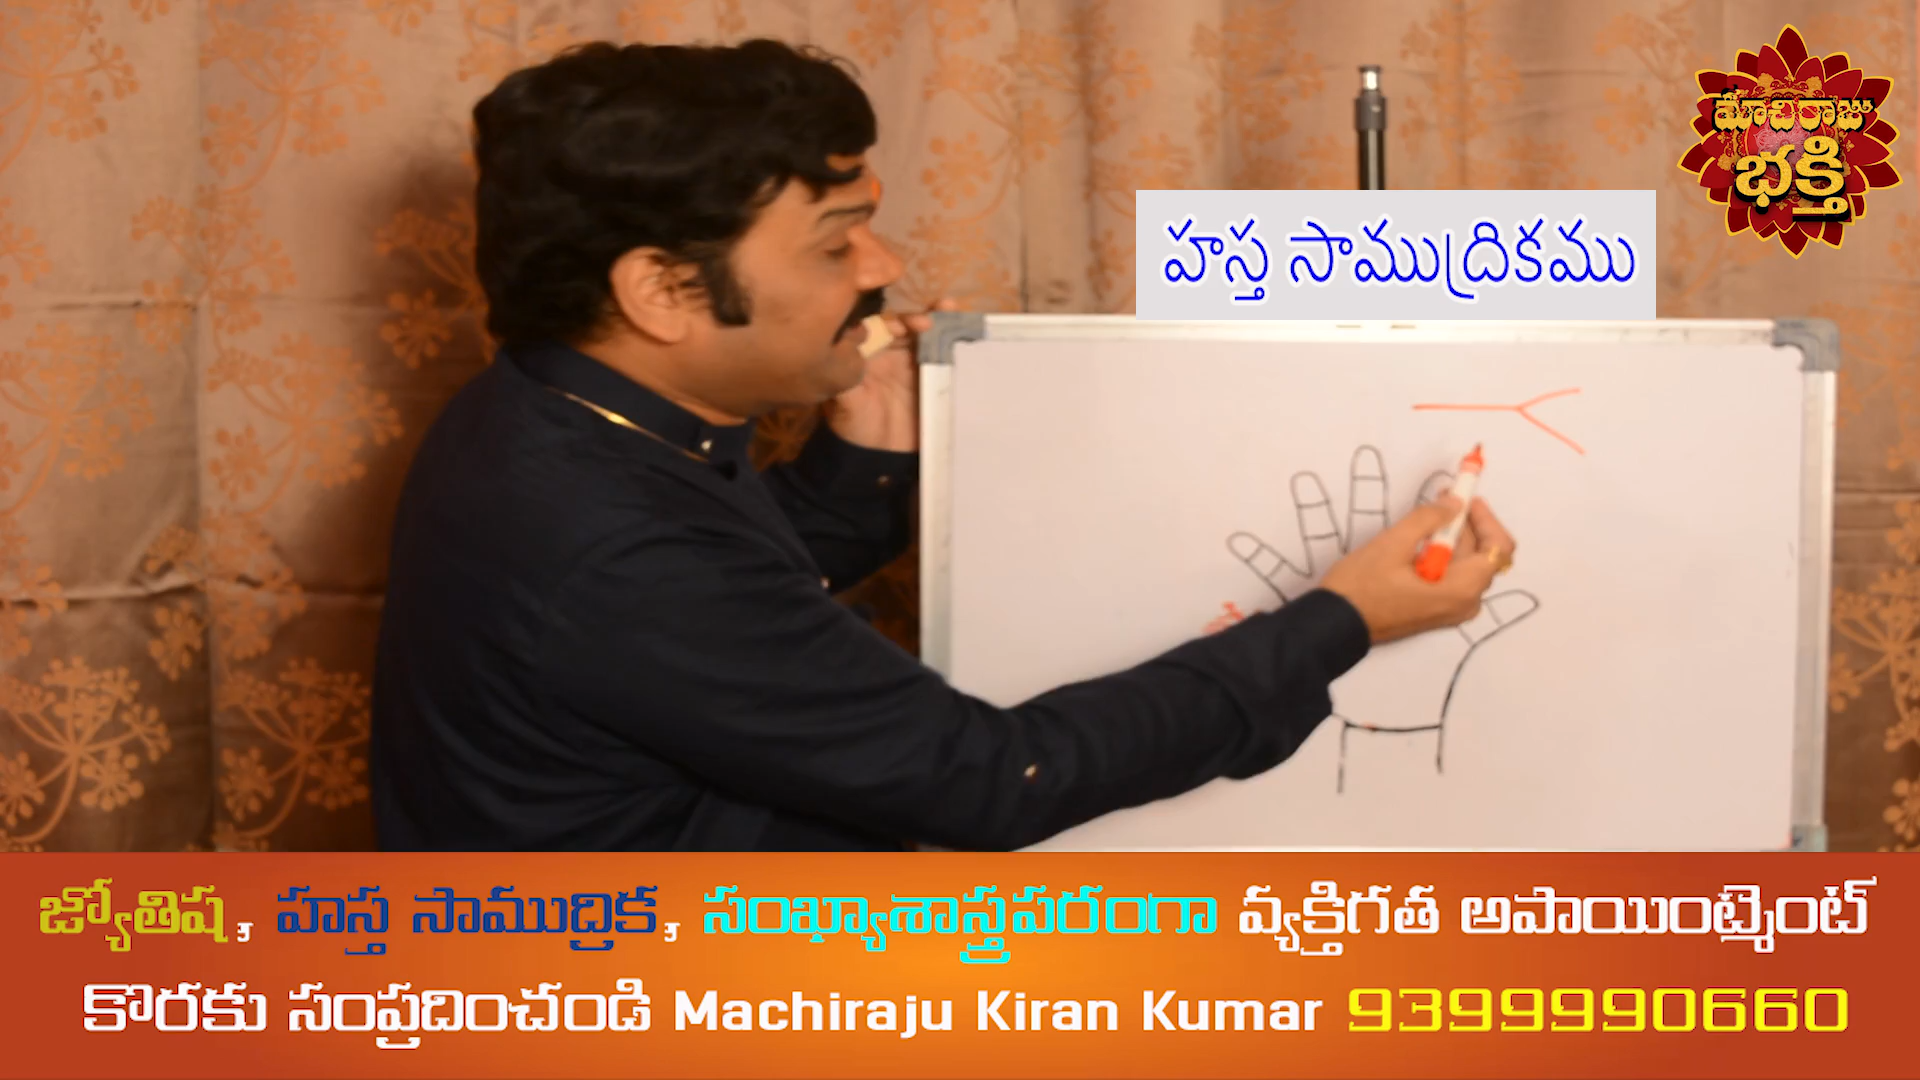 మాచిరాజు
భక్తి
హస్త సాముద్రికము
జ్యోతిష, హస్త సాముద్రిక, సంఖ్యాశాస్త్రపరంగా వ్యక్తిగత అపాయింట్మెంట్
కొరకు సంప్రదించండి Machiraju Kiran Kumar 9399990660